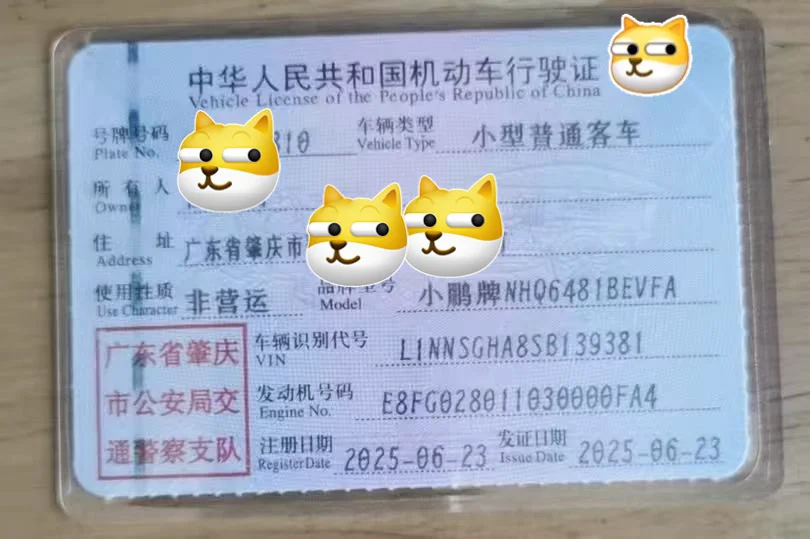 中华人民共和国机动车行驶证
Vehicle License of the People's Republic of China
号牌号码 310 车辆类型 小型普通客车
Plate No. Vehicle Type
所有人
Owner
住址 广东省肇庆市
Address
使用性质 非营运 品牌型号 小鹏牌NHQ6481BEVFA
Use Character Model
广东省肇庆
市公安局交
通警察支队
车辆识别代号 L1NNSGHA8SB139381
VIN
发动机号码 E8FG028011030000FA4
Engine No.
注册日期 2025-06-23 发证日期 2025-06-23
Register Date Issue Date